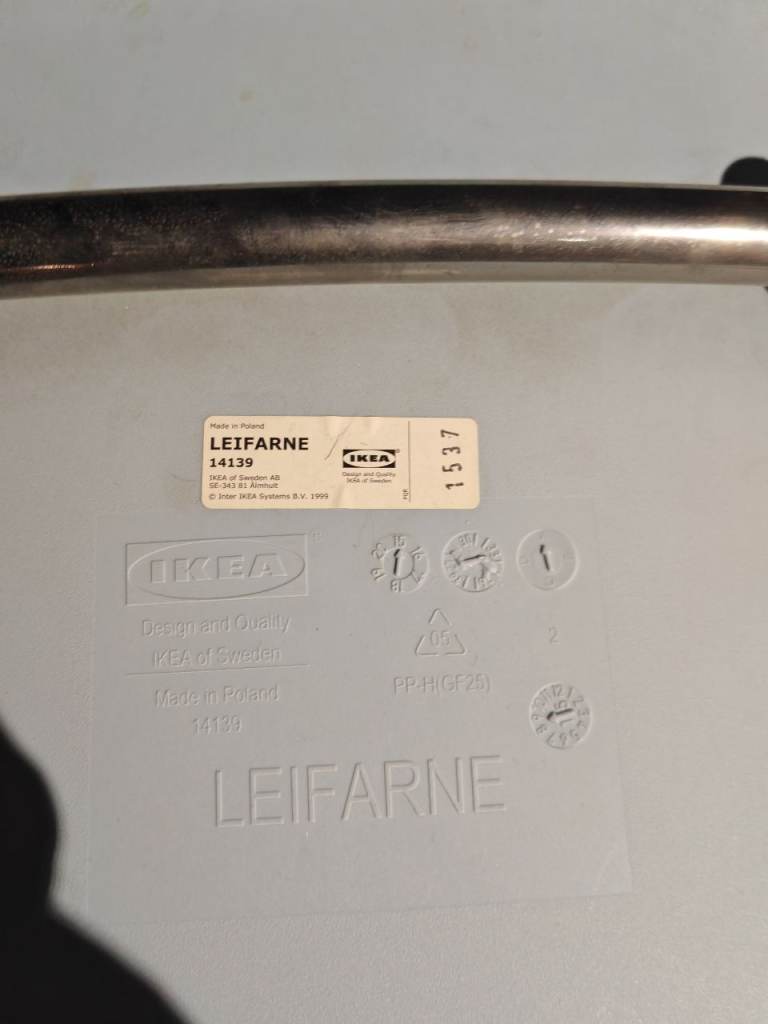 Made in Poland
LEIFARNE
14139
IKEA of Sweden AB
SE-343 81 Älmhult
© Inter IKEA Systems B.V. 1999
IKEA®
Design and Quality
IKEA of Sweden
PQR
1537
IKEA®
Design and Quality
IKEA of Sweden
Made in Poland
14139
05
2
PP-H(GF25)
LEIFARNE